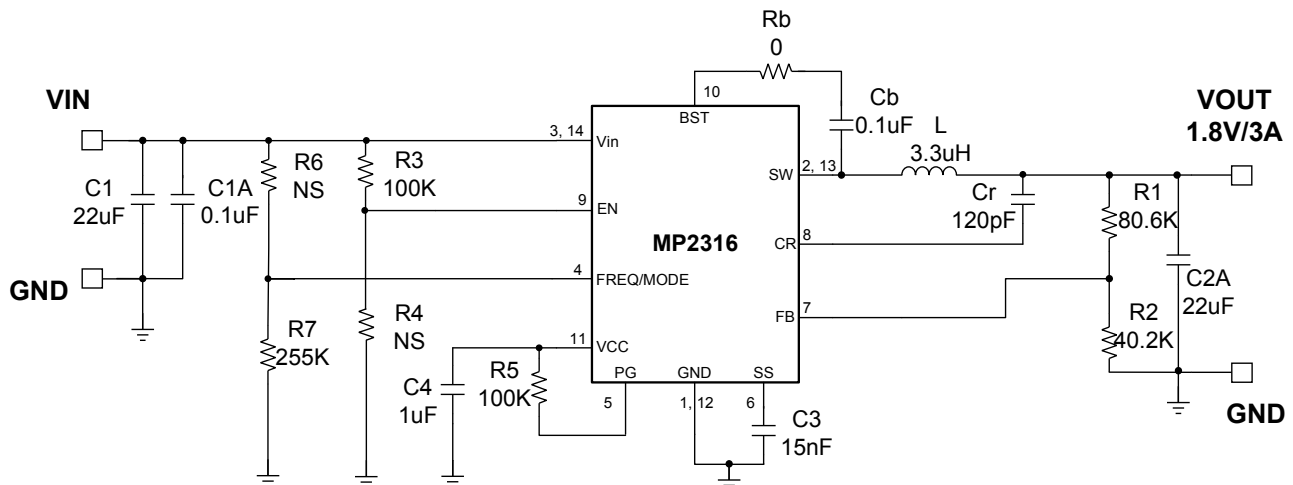 Rb
0
10
BST
Cb
0.1uF
L
3.3uH
VIN
VOUT
1.8V/3A
3, 14
Vin
R6
NS
R3
100K
C1
22uF
C1A
0.1uF
9
EN
SW
2, 13
Cr
120pF
R1
80.6K
MP2316
CR
8
GND
4
FREQ/MODE
C2A
22uF
R7
255K
R4
NS
FB
7
R2
40.2K
11
VCC
C4
1uF
R5
100K
PG
GND
SS
5
1, 12
6
C3
15nF
GND